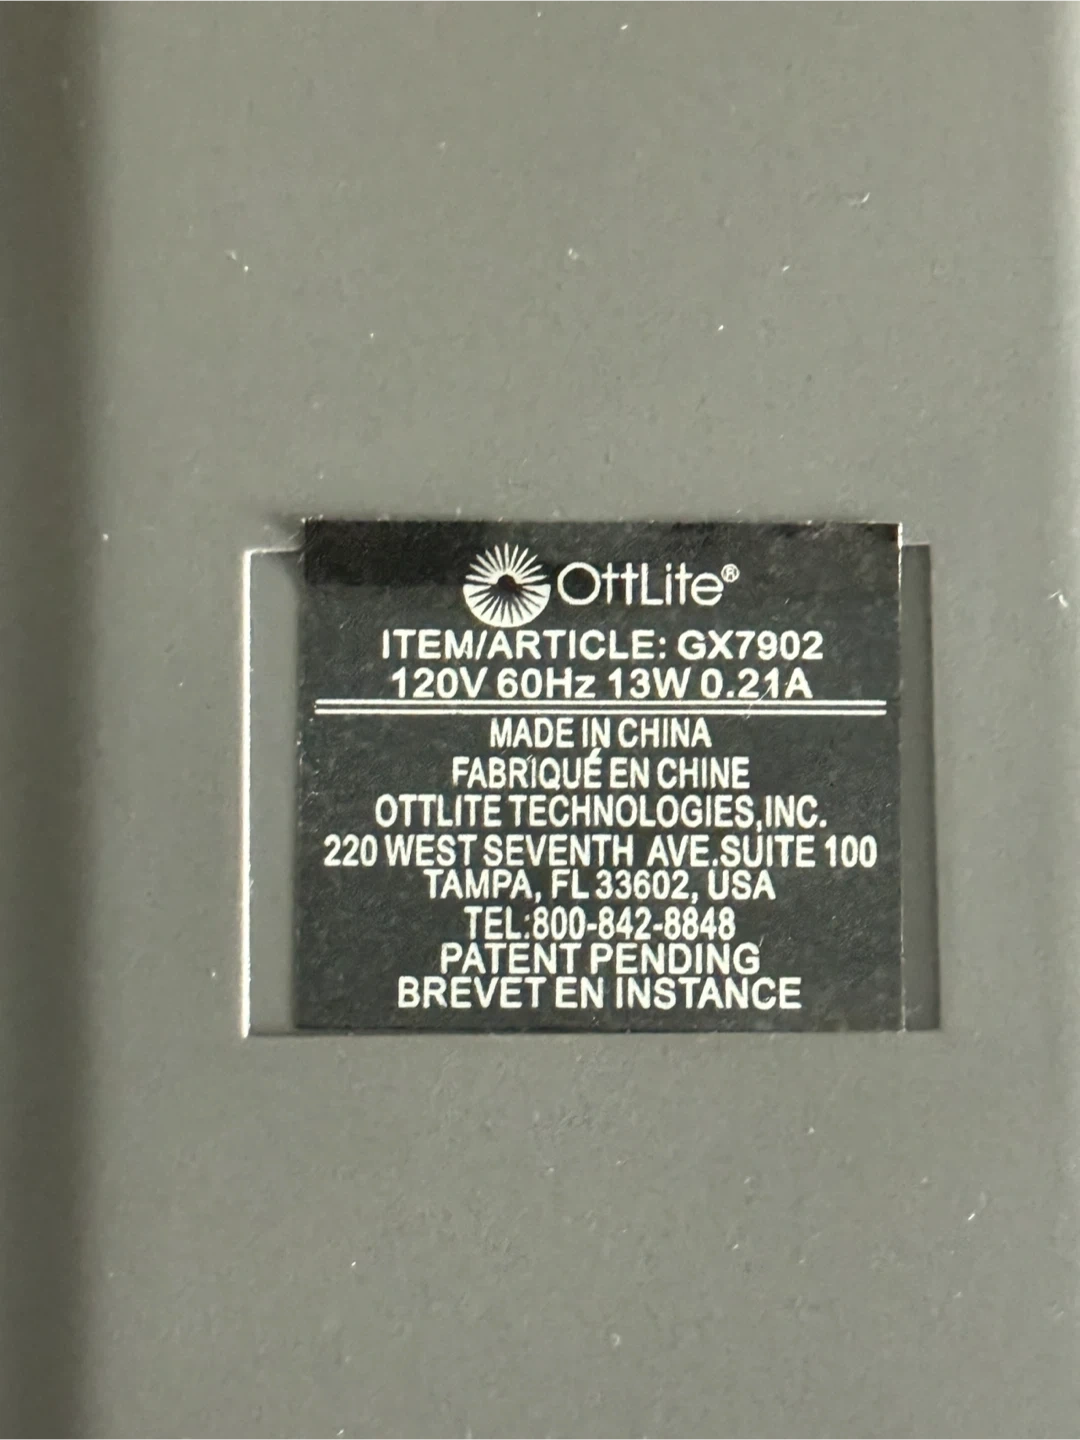 OttLite®
ITEM/ARTICLE: GX7902
120V 60Hz 13W 0.21A
MADE IN CHINA
FABRIQUÉ EN CHINE
OTTLITE TECHNOLOGIES,INC.
220 WEST SEVENTH AVE.SUITE 100
TAMPA, FL 33602, USA
TEL:800-842-8848
PATENT PENDING
BREVET EN INSTANCE